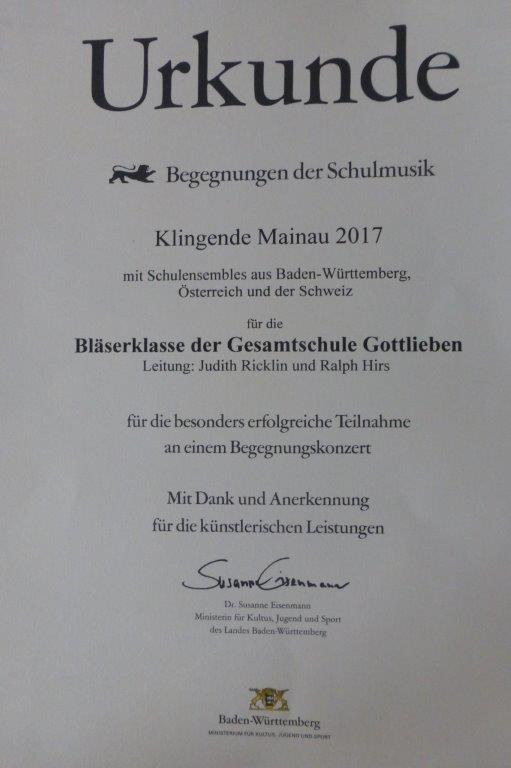 Urkunde
Begegnungen der Schulmusik
Klingende Mainau 2017
mit Schulensembles aus Baden-Württemberg,
Österreich und der Schweiz
für die
Bläserklasse der Gesamtschule Gottlieben
Leitung: Judith Ricklin und Ralph Hirs
für die besonders erfolgreiche Teilnahme
an einem Begegnungskonzert
Mit Dank und Anerkennung
für die künstlerischen Leistungen
Susanne Eisenmann
Dr. Susanne Eisenmann
Ministerin für Kultus, Jugend und Sport
des Landes Baden-Württemberg
Baden-Württemberg
MINISTERIUM FÜR KULTUS, JUGEND UND SPORT